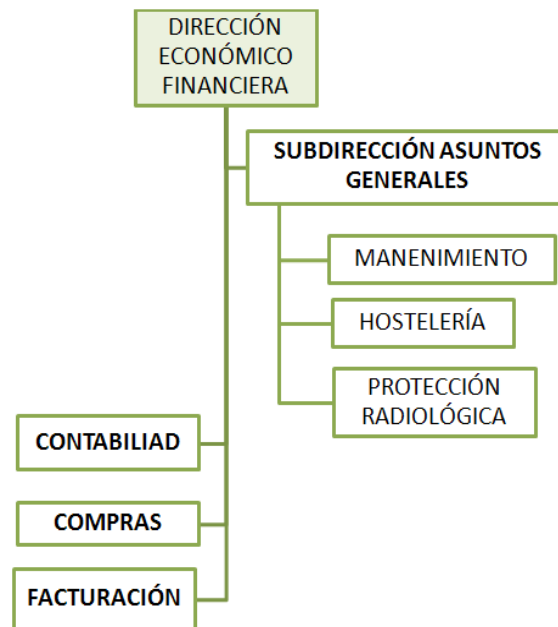 DIRECCIÓN
ECONÓMICO
FINANCIERA
SUBDIRECCIÓN ASUNTOS
GENERALES
MANENIMIENTO
HOSTELERÍA
PROTECCIÓN
RADIOLÓGICA
CONTABILIAD
COMPRAS
FACTURACIÓN